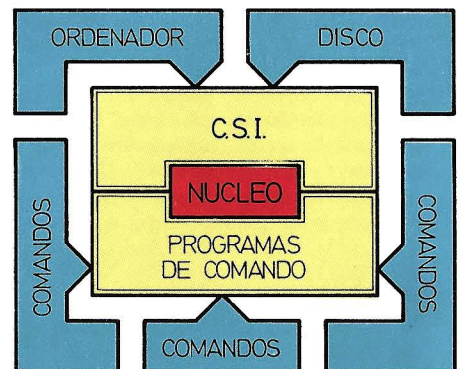 ORDENADOR
DISCO
C.S.I.
NUCLEO
PROGRAMAS
DE COMANDO
COMANDOS
COMANDOS
COMANDOS